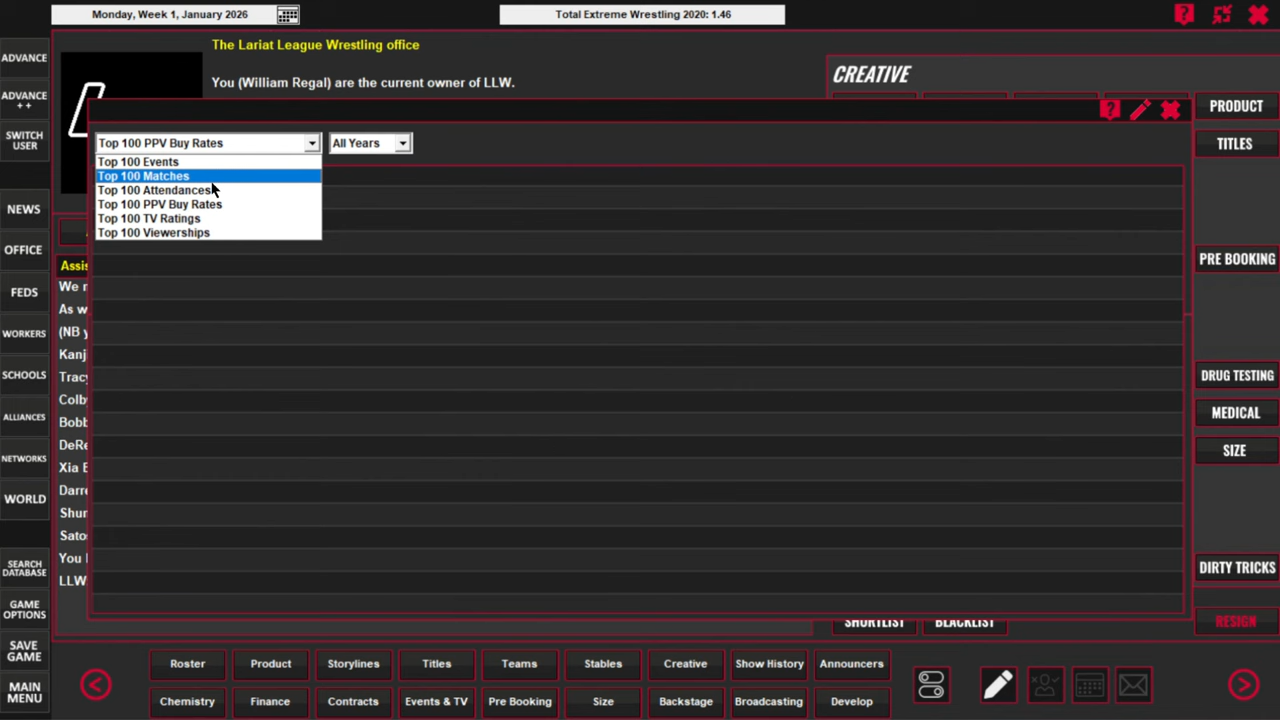 Monday, Week 1, January 2026
Total Extreme Wrestling 2020: 1.46
ADVANCE
ADVANCE
++
SWITCH
USER
NEWS
OFFICE
FEDS
WORKERS
SCHOOLS
ALLIANCES
NETWORKS
WORLD
SEARCH
DATABASE
GAME
OPTIONS
SAVE
GAME
MAIN
MENU
The Lariat League Wrestling office
You (William Regal) are the current owner of LLW.
CREATIVE
Top 100 PPV Buy Rates
All Years
Top 100 Events
Top 100 Matches
Top 100 Attendances
Top 100 PPV Buy Rates
Top 100 TV Ratings
Top 100 Viewerships
Assis
We
As w
(NB y
Kanj
Tracy
Colb
Bobb
DeRe
Xia
Darre
Shu
Sato
You
LLW
SHORTLIST
BLACKLIST
PRODUCT
TITLES
PRE BOOKING
DRUG TESTING
MEDICAL
SIZE
DIRTY TRICKS
RESIGN
Roster
Product
Storylines
Titles
Teams
Stables
Creative
Show History
Announcers
Chemistry
Finance
Contracts
Events & TV
Pre Booking
Size
Backstage
Broadcasting
Develop